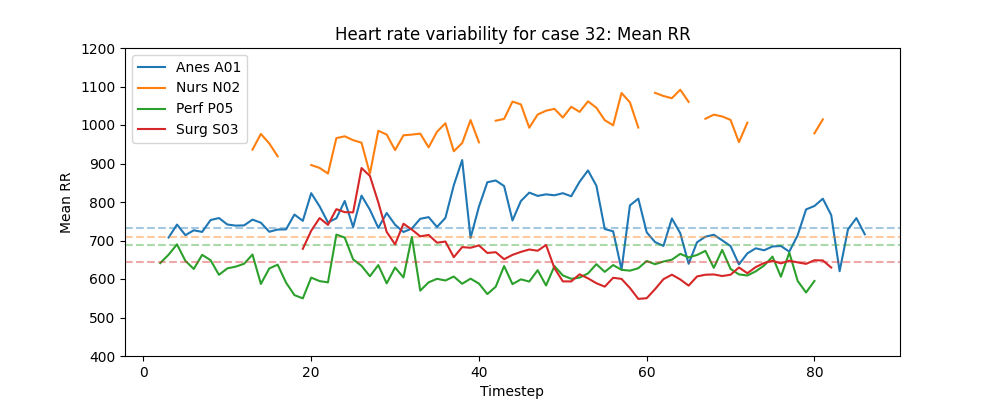 Heart rate variability for case 32: Mean RR
1200
1100
1000
900
800
700
600
500
400
Mean RR
Anes A01
Nurs N02
Perf P05
Surg S03
0
20
40
60
80
Timestep